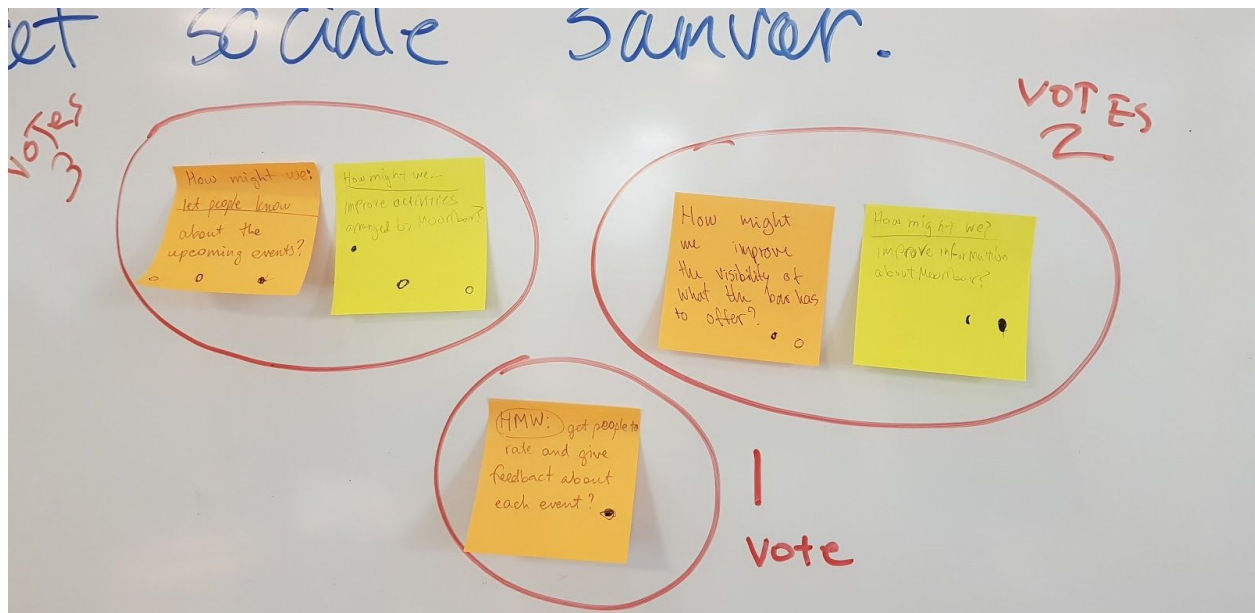 et sociale samvær.
VOTES
3
How might we:
let people know
about the
upcoming events?
How might we...
improve activities
arranged by Moonbar?
VOTES
2
How might
we improve
the visibility of
what the bar has
to offer?
How might we?
improve information
about Moonbar?
HMW: get people to
rate and give
feedback about
each event?
1
vote